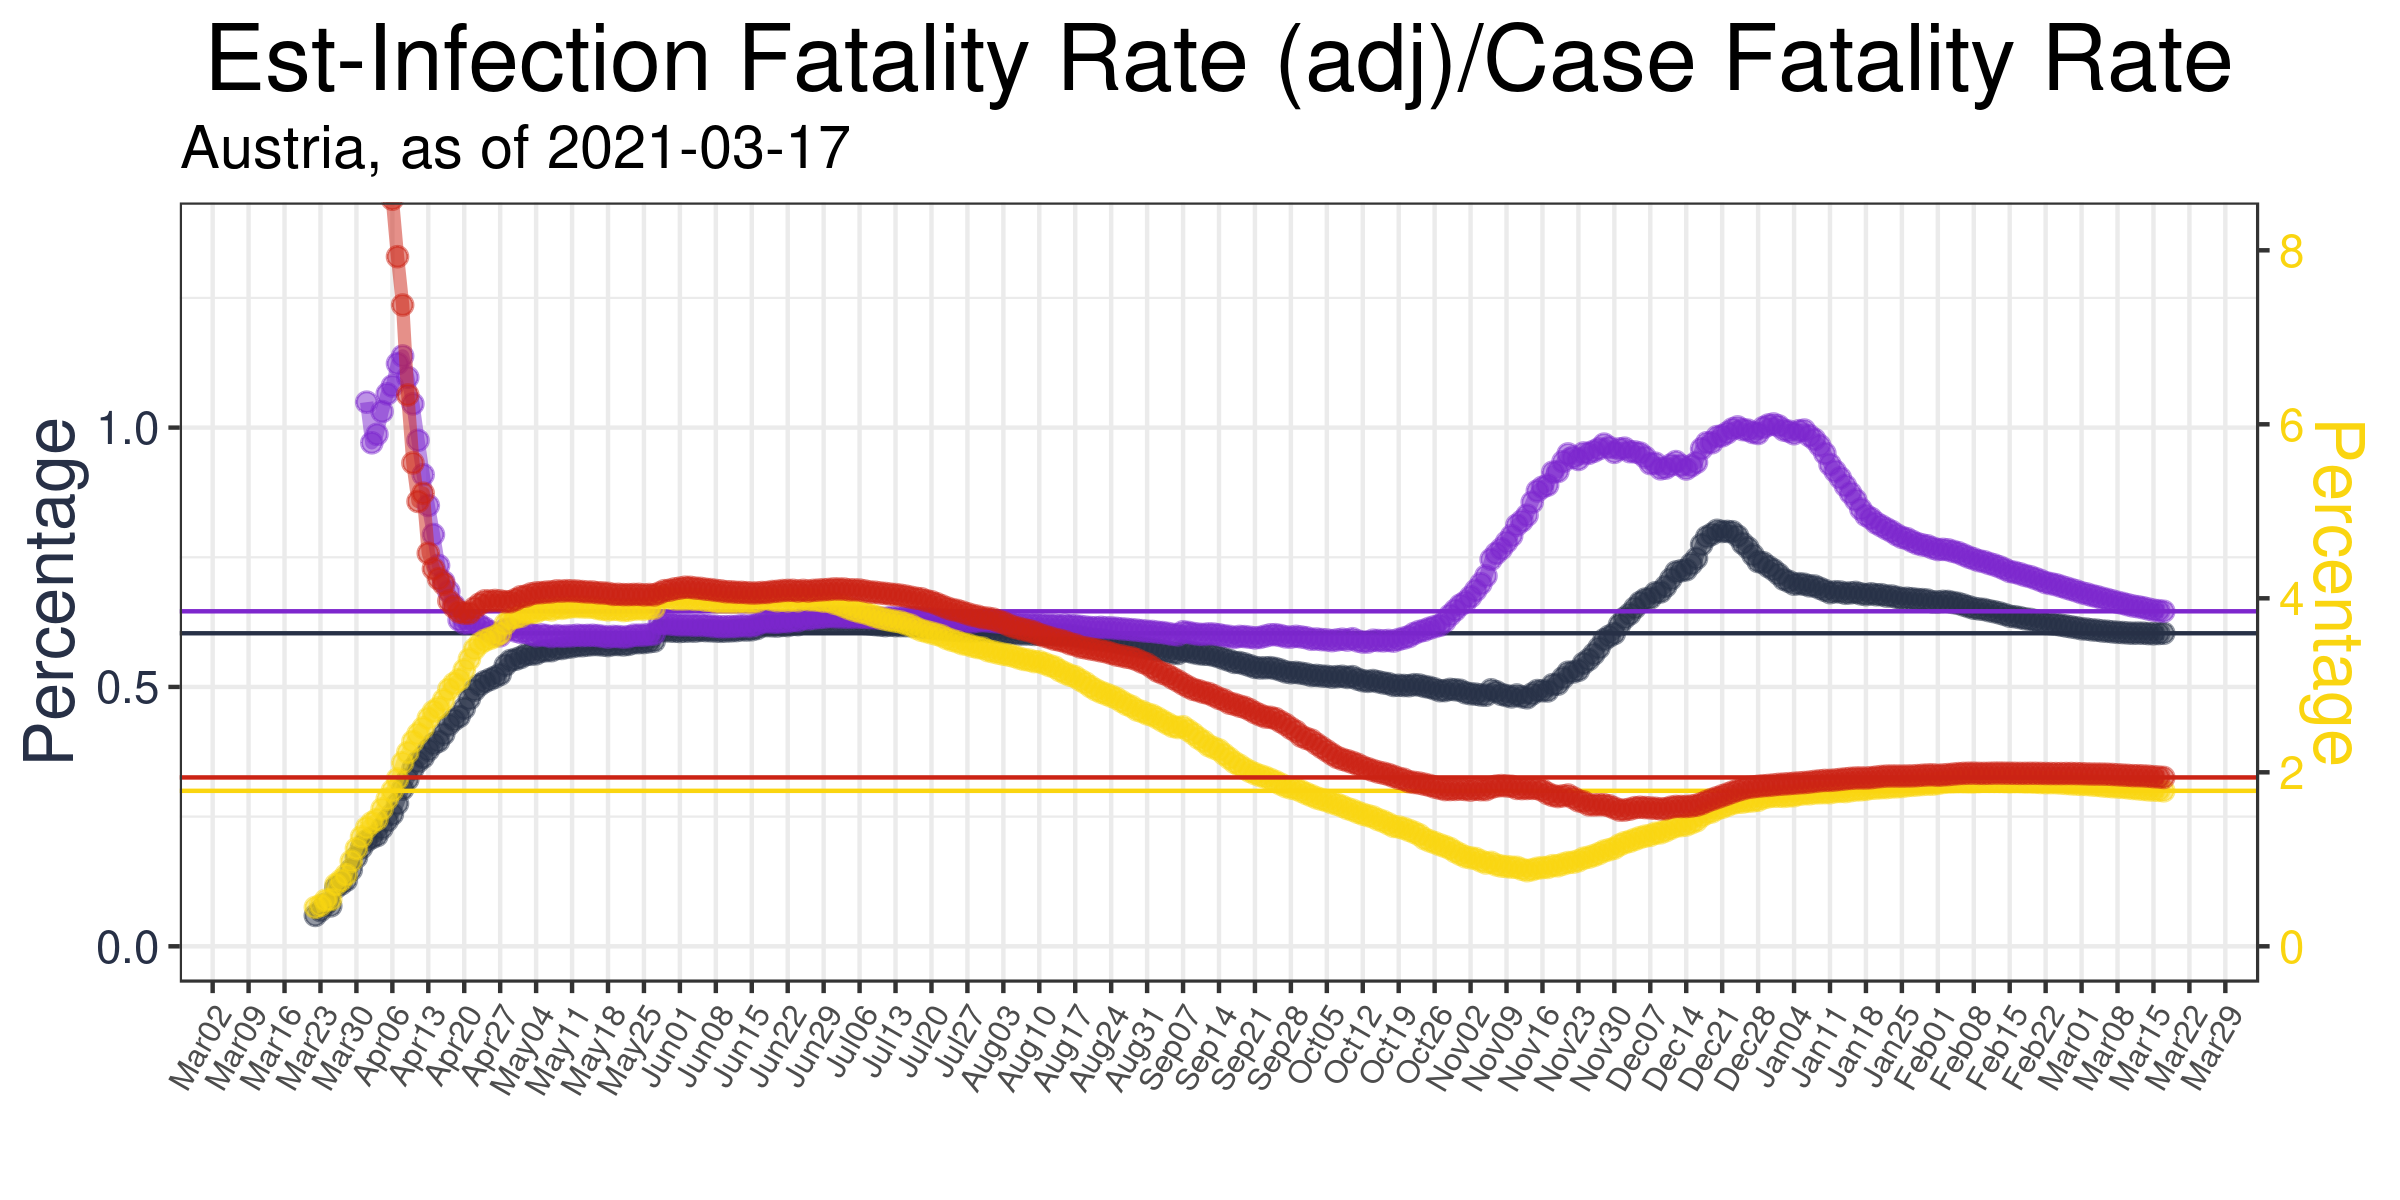 Est-Infection Fatality Rate (adj)/Case Fatality Rate
Austria, as of 2021-03-17
Percentage
1.0
0.5
0.0
8
6
4
2
0
Percentage
Mar02
Mar09
Mar16
Mar23
Mar30
Apr06
Apr13
Apr20
Apr27
May04
May11
May18
May25
Jun01
Jun08
Jun15
Jun22
Jun29
Jul06
Jul13
Jul20
Jul27
Aug03
Aug10
Aug17
Aug24
Aug31
Sep07
Sep14
Sep21
Sep28
Oct05
Oct12
Oct19
Oct26
Nov02
Nov09
Nov16
Nov23
Nov30
Dec07
Dec14
Dec21
Dec28
Jan04
Jan11
Jan18
Jan25
Feb01
Feb08
Feb15
Feb22
Mar01
Mar08
Mar15
Mar22
Mar29